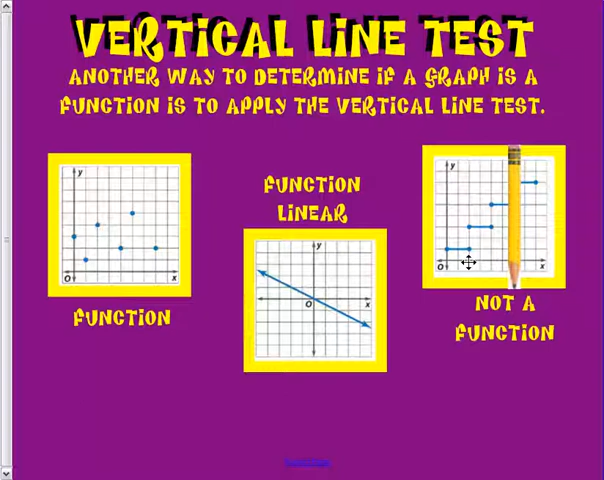 VERTICAL LINE TEST
ANOTHER WAY TO DETERMINE IF A GRAPH IS A
FUNCTION IS TO APPLY THE VERTICAL LINE TEST.
y
O
x
FUNCTION
FUNCTION
LINEAR
y
O
x
y
O
x
NOT A
FUNCTION